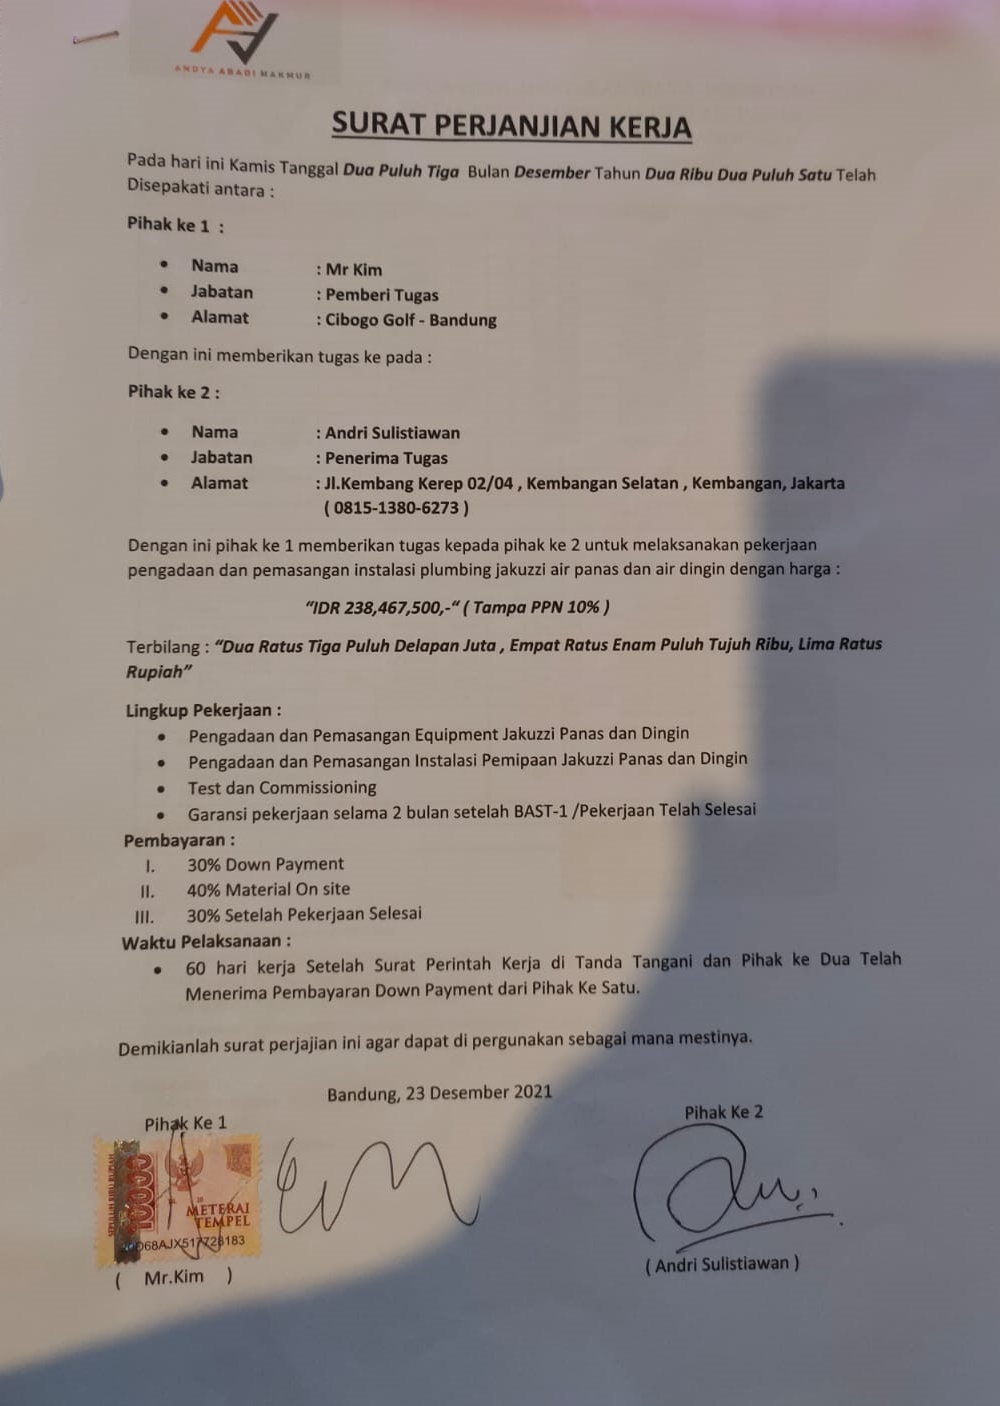 ANDYA ABADI MAKMUR
SURAT PERJANJIAN KERJA
Pada hari ini Kamis Tanggal Dua Puluh Tiga Bulan Desember Tahun Dua Ribu Dua Puluh Satu Telah
Disepakati antara :
Pihak ke 1 :
• Nama : Mr Kim
• Jabatan : Pemberi Tugas
• Alamat : Cibogo Golf - Bandung
Dengan ini memberikan tugas ke pada :
Pihak ke 2 :
• Nama : Andri Sulistiawan
• Jabatan : Penerima Tugas
• Alamat : Jl.Kembang Kerep 02/04 , Kembangan Selatan , Kembangan, Jakarta
( 0815-1380-6273 )
Dengan ini pihak ke 1 memberikan tugas kepada pihak ke 2 untuk melaksanakan pekerjaan
pengadaan dan pemasangan instalasi plumbing jakuzzi air panas dan air dingin dengan harga :
“IDR 238,467,500,-“ ( Tampa PPN 10% )
Terbilang : “Dua Ratus Tiga Puluh Delapan Juta , Empat Ratus Enam Puluh Tujuh Ribu, Lima Ratus
Rupiah”
Lingkup Pekerjaan :
• Pengadaan dan Pemasangan Equipment Jakuzzi Panas dan Dingin
• Pengadaan dan Pemasangan Instalasi Pemipaan Jakuzzi Panas dan Dingin
• Test dan Commissioning
• Garansi pekerjaan selama 2 bulan setelah BAST-1 /Pekerjaan Telah Selesai
Pembayaran :
I. 30% Down Payment
II. 40% Material On site
III. 30% Setelah Pekerjaan Selesai
Waktu Pelaksanaan :
• 60 hari kerja Setelah Surat Perintah Kerja di Tanda Tangani dan Pihak ke Dua Telah
Menerima Pembayaran Down Payment dari Pihak Ke Satu.
Demikianlah surat perjajian ini agar dapat di pergunakan sebagai mana mestinya.
Bandung, 23 Desember 2021
Pihak Ke 1
Pihak Ke 2
SEPULUH RIBU RUPIAH
10000
METERAI
TEMPEL
D68AJX517728183
( Mr.Kim )
( Andri Sulistiawan )